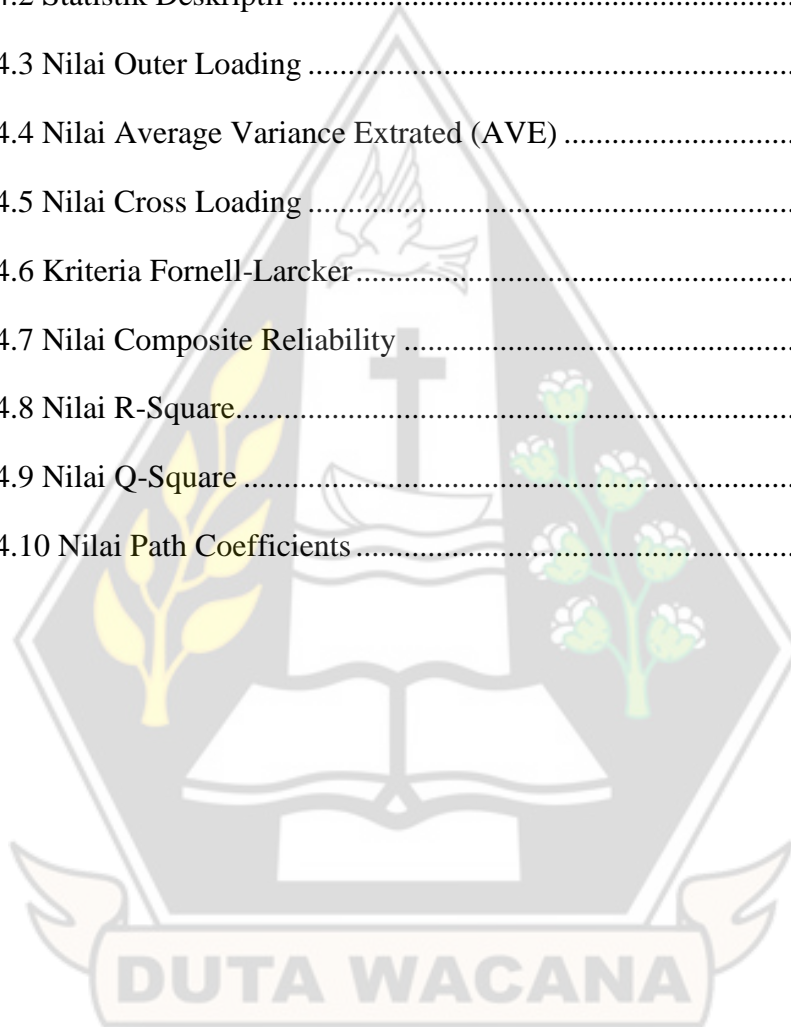 4.2 Statistik Deskriptif ........................................................
4.3 Nilai Outer Loading ........................................................
4.4 Nilai Average Variance Extrated (AVE) ............................
4.5 Nilai Cross Loading ........................................................
4.6 Kriteria Fornell-Larcker ..................................................
4.7 Nilai Composite Reliability ..............................................
4.8 Nilai R-Square.................................................................
4.9 Nilai Q-Square ................................................................
4.10 Nilai Path Coefficients ...................................................
DUTA WACANA